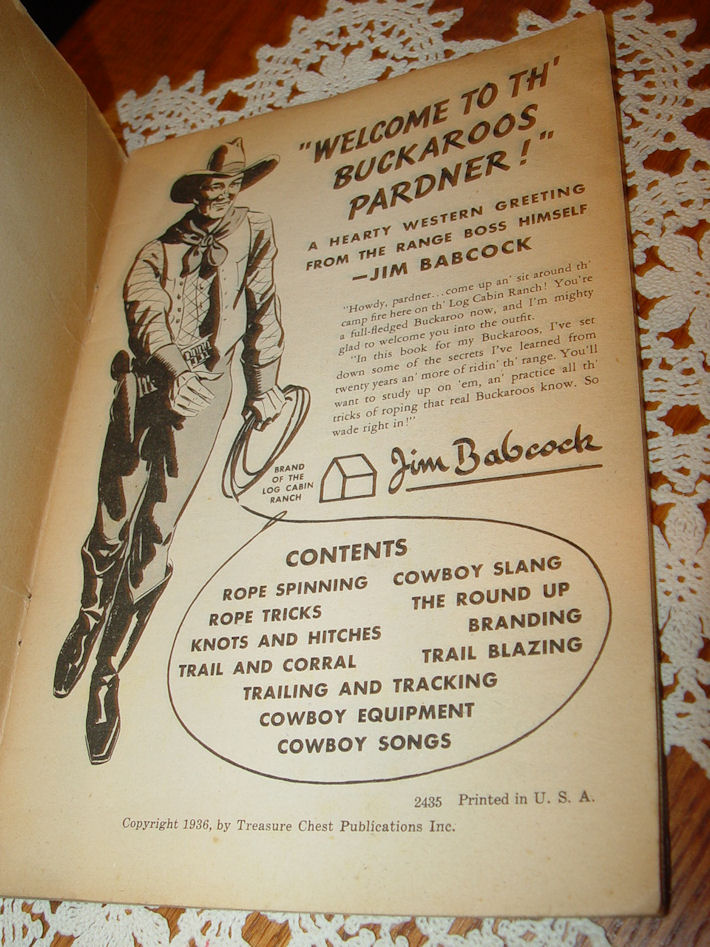 "WELCOME TO TH'
BUCKAROOS
PARDNER!"
A HEARTY WESTERN GREETING
FROM THE RANGE BOSS HIMSELF
—JIM BABCOCK
"Howdy, pardner...come up an' sit around th'
camp fire here on th' Log Cabin Ranch! You're
a full-fledged Buckaroo now, and I'm mighty
glad to welcome you into the outfit.
"In this book for my Buckaroos, I've set
down some of the secrets I've learned from
twenty years an' more of ridin' th' range. You'll
want to study up on 'em, an' practice all th'
tricks of roping that real Buckaroos know. So
wade right in!"
Jim Babcock
BRAND
OF THE
LOG CABIN
RANCH
CONTENTS
ROPE SPINNING
ROPE TRICKS
KNOTS AND HITCHES
TRAIL AND CORRAL
COWBOY SLANG
THE ROUND UP
BRANDING
TRAIL BLAZING
TRAILING AND TRACKING
COWBOY EQUIPMENT
COWBOY SONGS
2435 Printed in U. S. A.
Copyright 1936, by Treasure Chest Publications Inc.